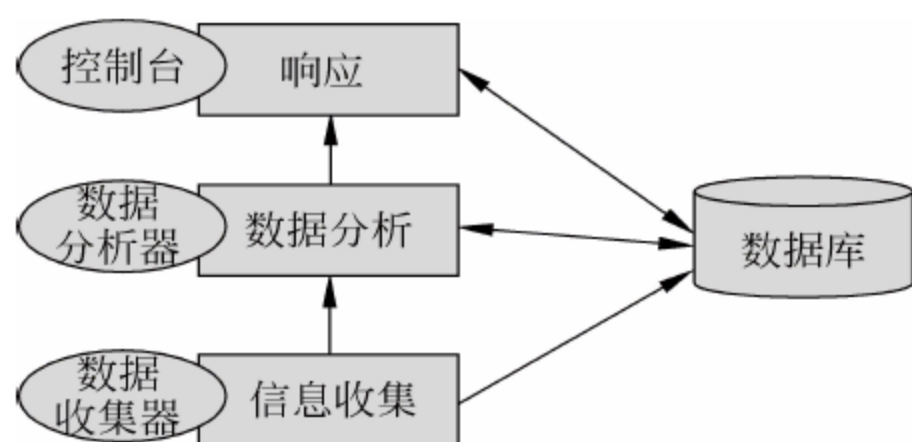 控制台
响应
数据
分析器
数据分析
数据库
数据
收集器
信息收集